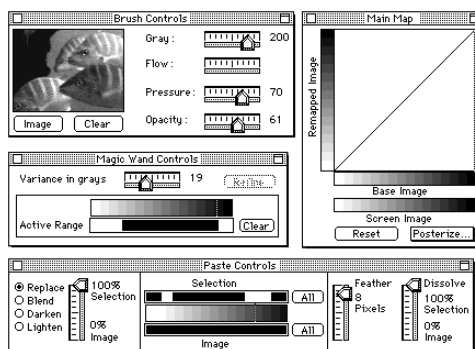 Brush Controls
Gray: 200
Flow:
Pressure: 70
Opacity: 61
Image Clear
Main Map
Remapped Image
Base Image
Screen Image
Reset Posterize...
Magic Wand Controls
Variance in grays 19 Refine
Active Range Clear
Paste Controls
Replace
Blend
Darken
Lighten
100% Selection
0% Image
Selection
All
All
Image
Feather
8
Pixels
Dissolve
100%
Selection
0%
Image